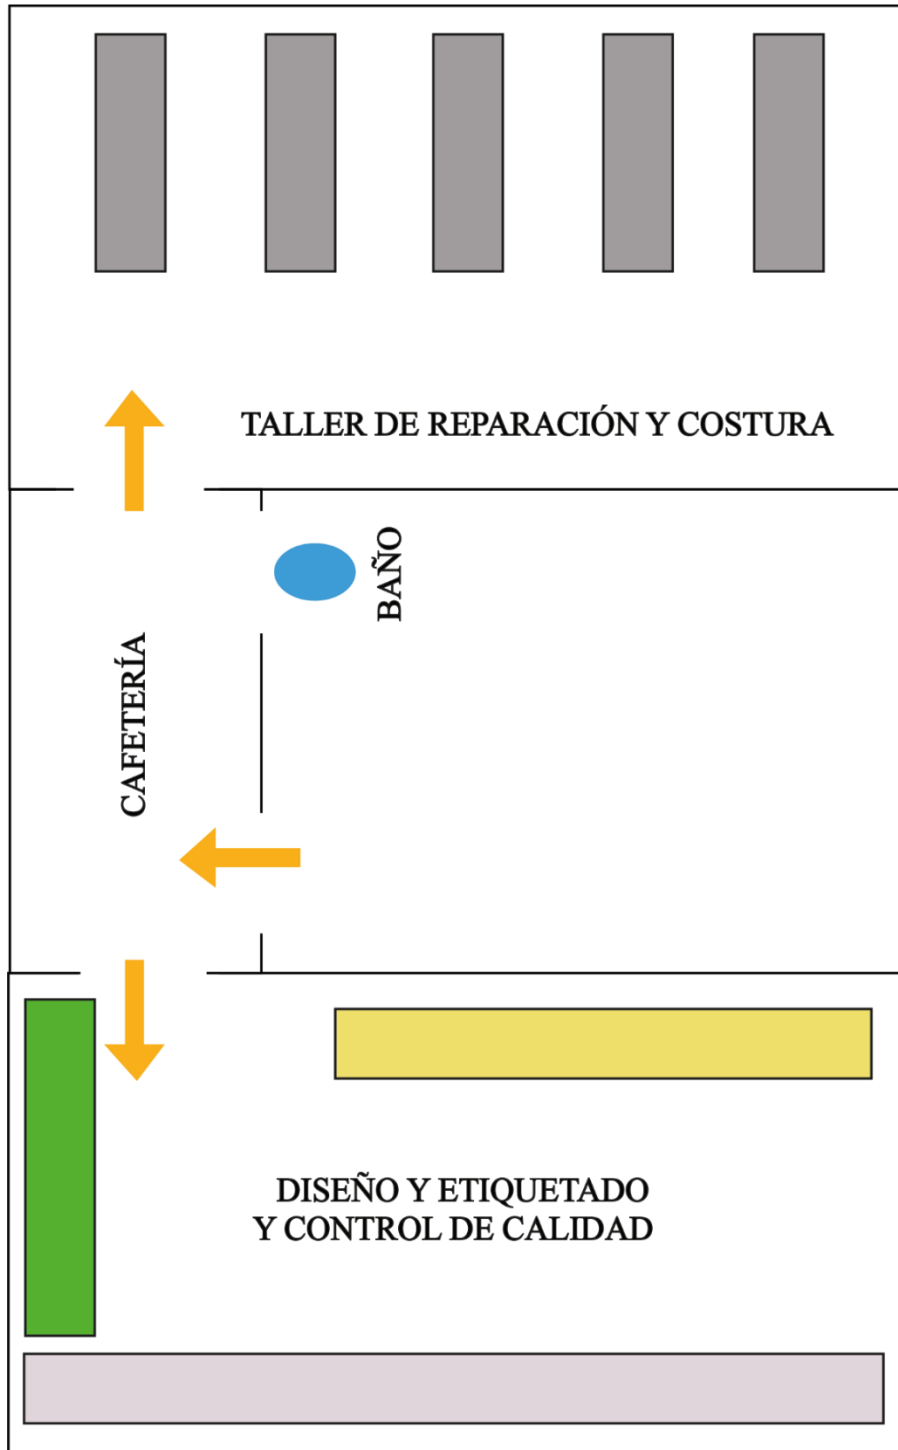 TALLER DE REPARACIÓN Y COSTURA
BAÑO
CAFETERÍA
DISEÑO Y ETIQUETADO
Y CONTROL DE CALIDAD